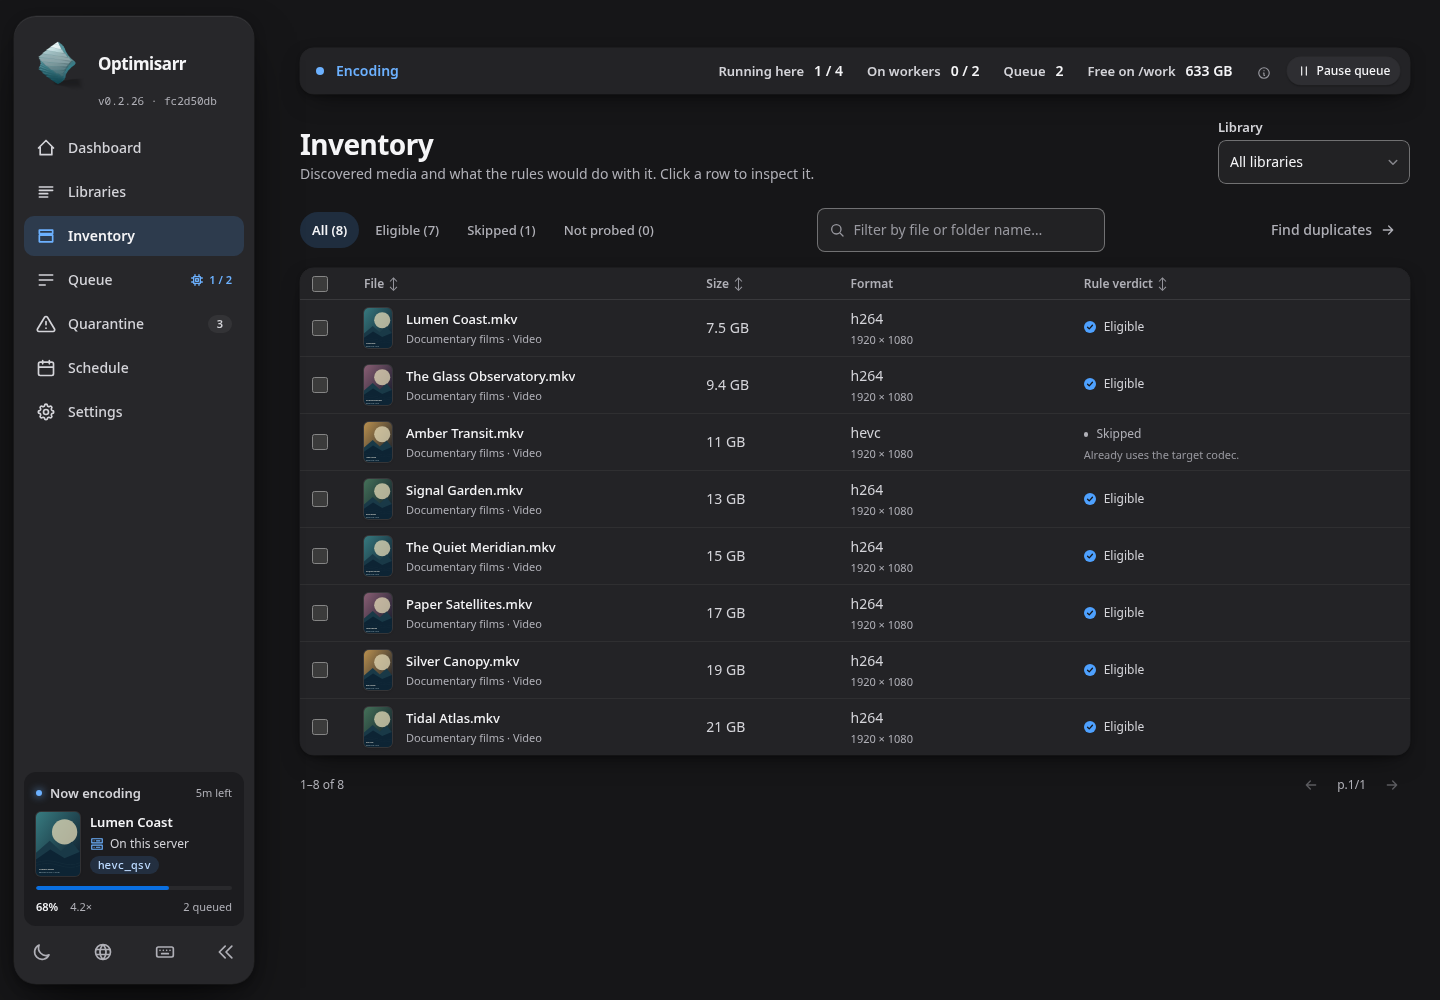 Optimisarr
v0.2.26 · fc2d50db
Dashboard
Libraries
Inventory
Queue 1 / 2
Quarantine 3
Schedule
Settings
Now encoding 5m left
Lumen Coast
On this server
hevc_qsv
68% 4.2× 2 queued
Encoding Running here 1 / 4 On workers 0 / 2 Queue 2 Free on /work 633 GB Pause queue
Inventory
Discovered media and what the rules would do with it. Click a row to inspect it.
Library
All libraries
All (8) Eligible (7) Skipped (1) Not probed (0) Filter by file or folder name... Find duplicates
File Size Format Rule verdict
Lumen Coast.mkv 7.5 GB h264 Eligible
Documentary films · Video 1920 × 1080
The Glass Observatory.mkv 9.4 GB h264 Eligible
Documentary films · Video 1920 × 1080
Amber Transit.mkv 11 GB hevc Skipped
Documentary films · Video 1920 × 1080 Already uses the target codec.
Signal Garden.mkv 13 GB h264 Eligible
Documentary films · Video 1920 × 1080
The Quiet Meridian.mkv 15 GB h264 Eligible
Documentary films · Video 1920 × 1080
Paper Satellites.mkv 17 GB h264 Eligible
Documentary films · Video 1920 × 1080
Silver Canopy.mkv 19 GB h264 Eligible
Documentary films · Video 1920 × 1080
Tidal Atlas.mkv 21 GB h264 Eligible
Documentary films · Video 1920 × 1080
1–8 of 8 p.1/1